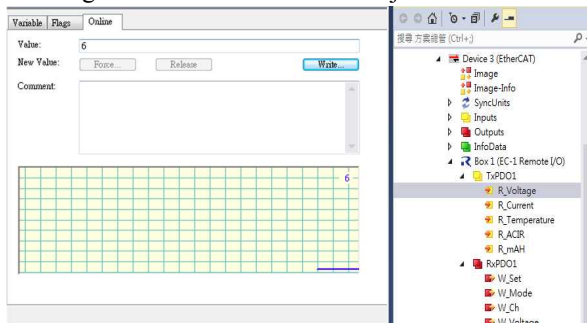 Variable Flags Online
Value: 6
New Value: Force... Release Write...
Comment:
6
搜尋 方案總管 (Ctrl+;)
Device 3 (EtherCAT)
Image
Image-Info
SyncUnits
Inputs
Outputs
InfoData
Box 1 (EC-1 Remote I/O)
TxPDO1
R_Voltage
R_Current
R_Temperature
R_ACIR
R_mAH
RxPDO1
W_Set
W_Mode
W_Ch
W_Voltage